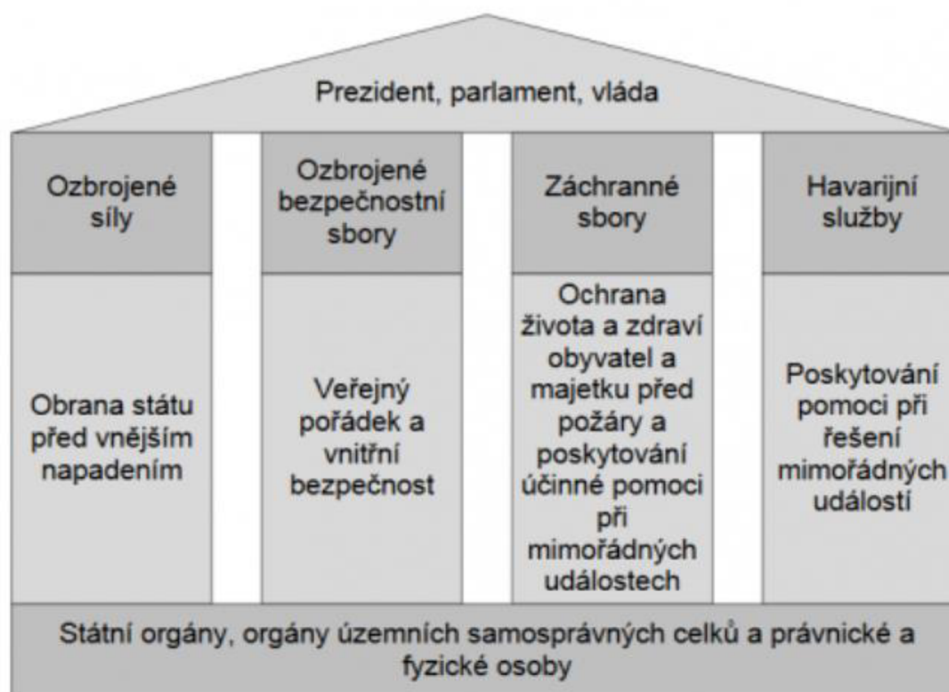 Prezident, parlament, vláda
Ozbrojené
síly
Ozbrojené
bezpečnostní
sbory
Záchranné
sbory
Havarijní
služby
Obrana státu
před vnějším
napadením
Veřejný
pořádek a
vnitřní
bezpečnost
Ochrana
života a zdraví
obyvatel a
majetku před
požáry a
poskytování
účinné pomoci
při
mimořádných
událostech
Poskytování
pomoci při
řešení
mimořádných
událostí
Státní orgány, orgány územních samosprávných celků a právnické a
fyzické osoby